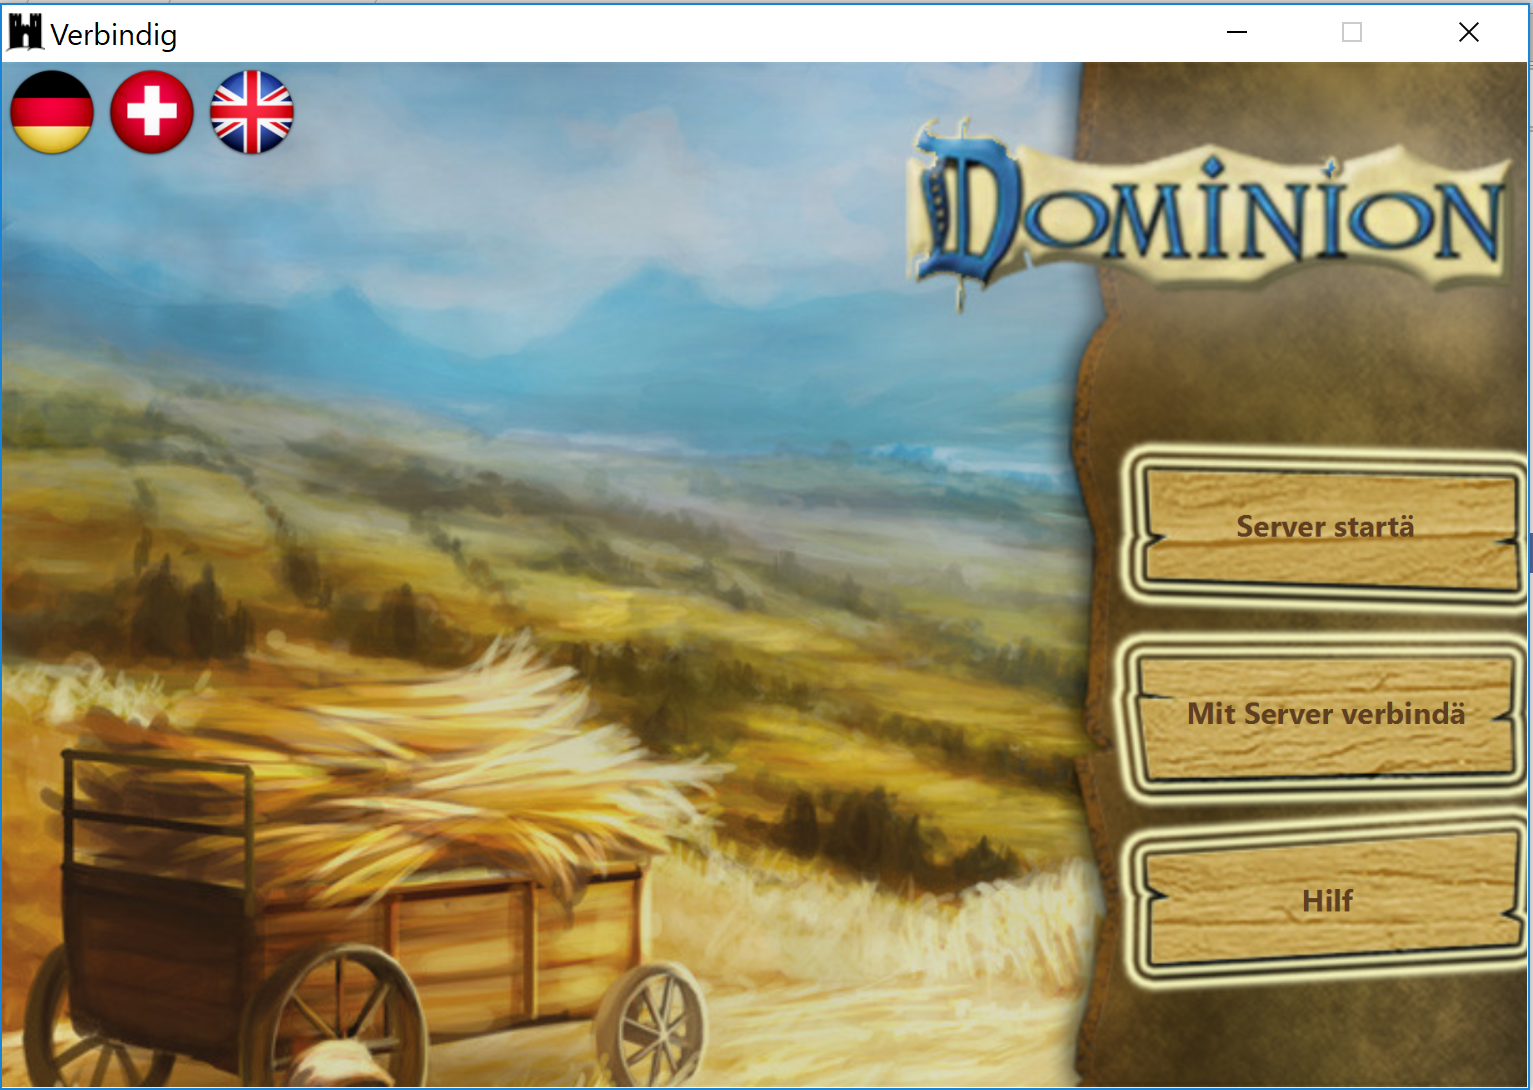 Verbindig
DOMINION
Server startä
Mit Server verbindä
Hilf